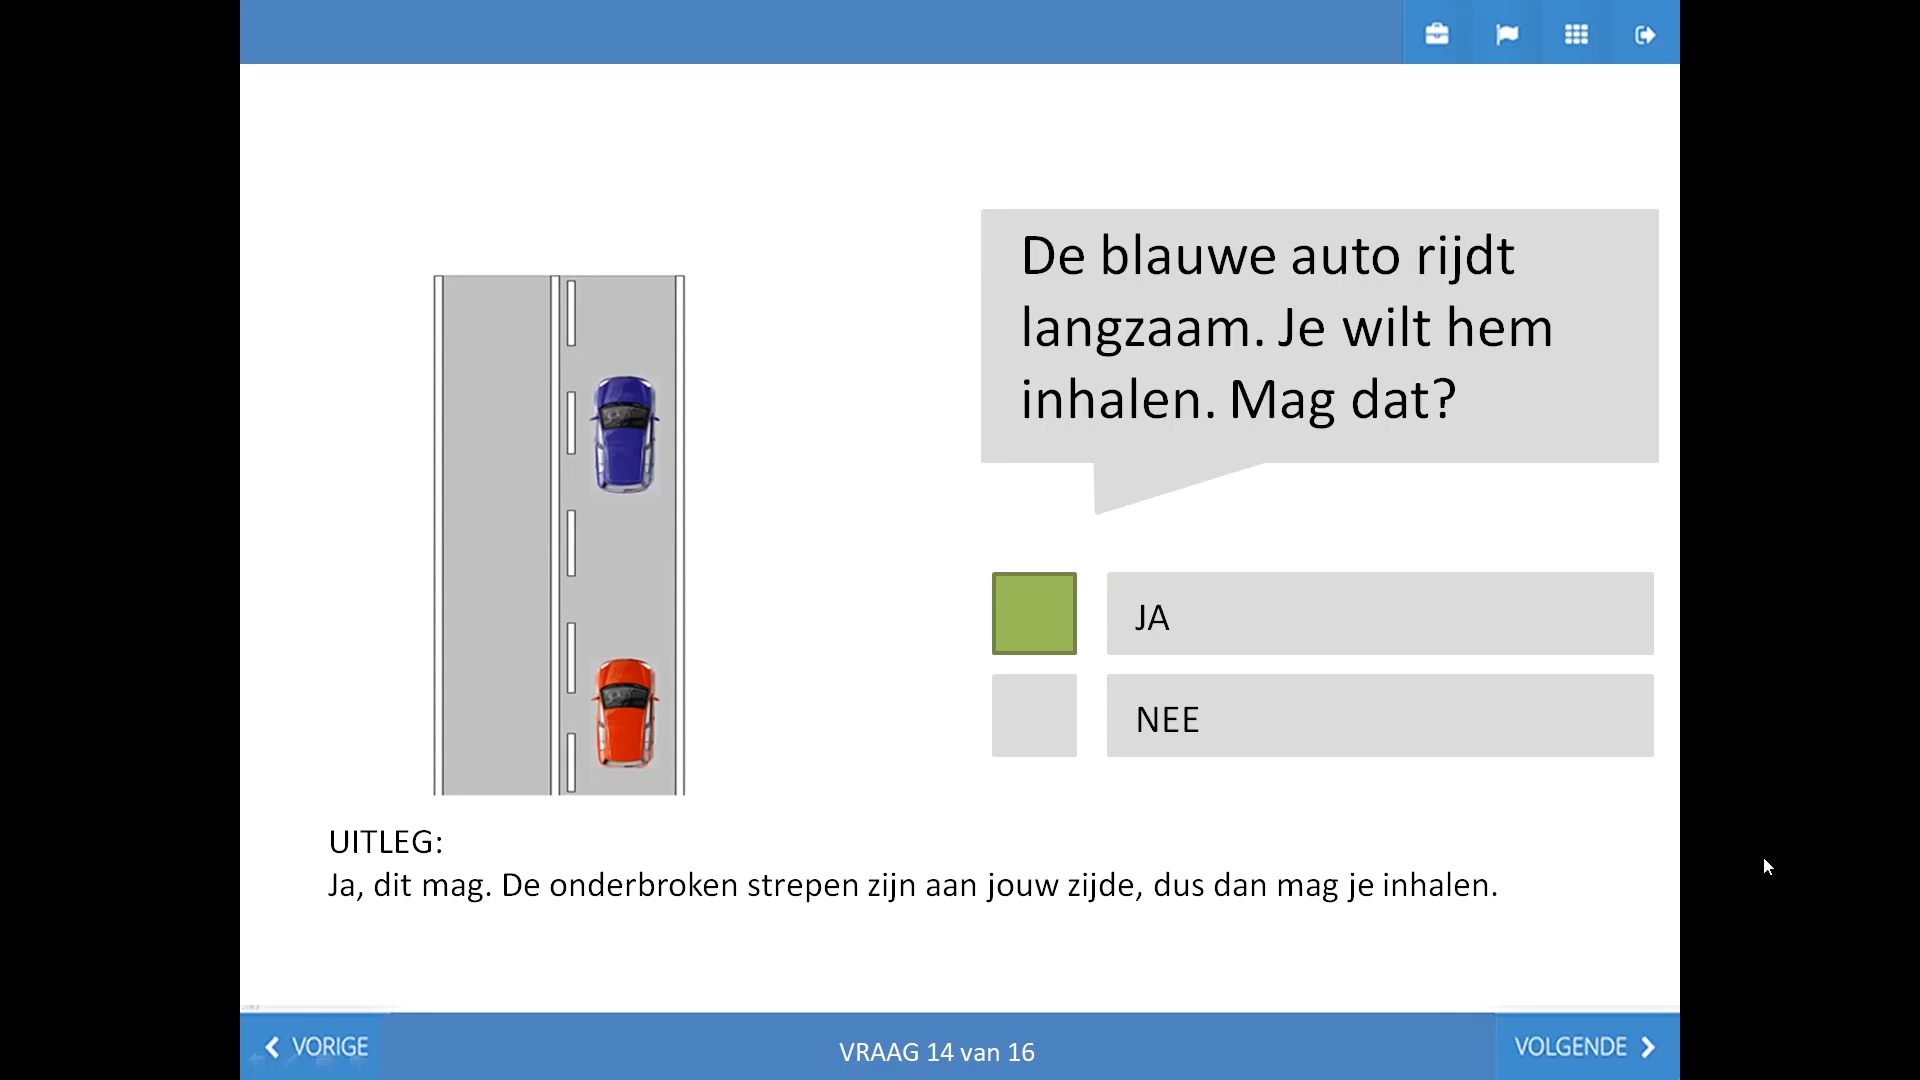 De blauwe auto rijdt
langzaam. Je wilt hem
inhalen. Mag dat?
JA
NEE
UITLEG:
Ja, dit mag. De onderbroken strepen zijn aan jouw zijde, dus dan mag je inhalen.
VORIGE
VRAAG 14 van 16
VOLGENDE